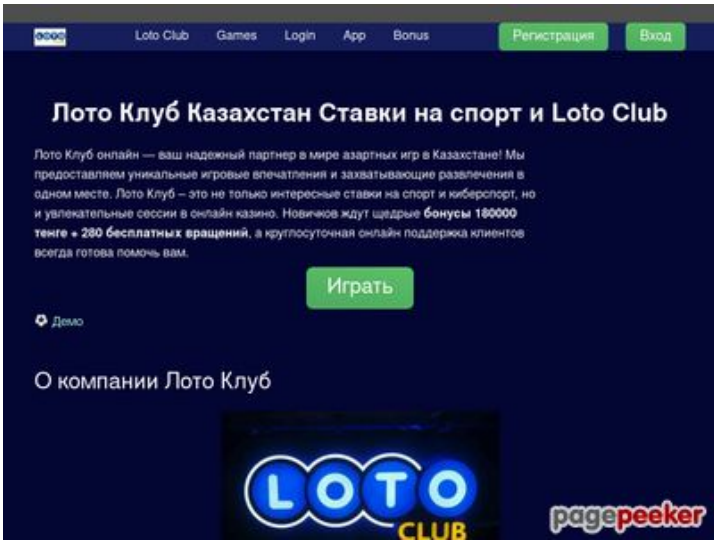 LOTO Loto Club Games Login App Bonus Регистрация Вход
Лото Клуб Казахстан Ставки на спорт и Loto Club
Лото Клуб онлайн — ваш надежный партнер в мире азартных игр в Казахстане! Мы
предоставляем уникальные игровые впечатления и захватывающие развлечения в
одном месте. Лото Клуб – это не только интересные ставки на спорт и киберспорт, но
и увлекательные сессии в онлайн казино. Новичков ждут щедрые бонусы 180000
тенге + 280 бесплатных вращений, а круглосуточная онлайн поддержка клиентов
всегда готова помочь вам.
Играть
Демо
О компании Лото Клуб
LOTO
CLUB
pagepeeker